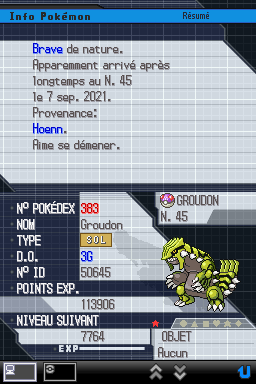 Info Pokémon
Résumé
Brave de nature.
Apparemment arrivé après
longtemps au N. 45
le 7 sep. 2021.
Provenance:
Hoenn.
Aime se démener.
Nº POKÉDEX 383
NOM Groudon
TYPE SOL
D.O. 3G
Nº ID 50645
POINTS EXP.
113906
NIVEAU SUIVANT
7764
EXP
GROUDON
N. 45
OBJET
Aucun